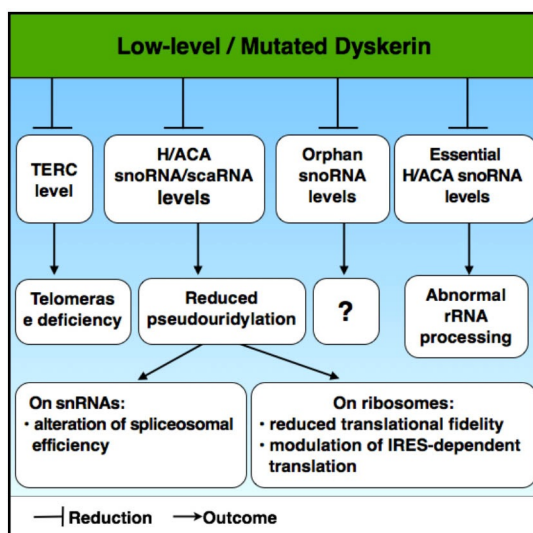 Low-level / Mutated Dyskerin
TERC
level
H/ACA
snoRNA/scaRNA
levels
Orphan
snoRNA
levels
Essential
H/ACA snoRNA
levels
Telomeras
e deficiency
Reduced
pseudouridylation
?
Abnormal
rRNA
processing
On snRNAs:
· alteration of spliceosomal
efficiency
On ribosomes:
· reduced translational fidelity
· modulation of IRES-dependent
translation
Reduction
Outcome